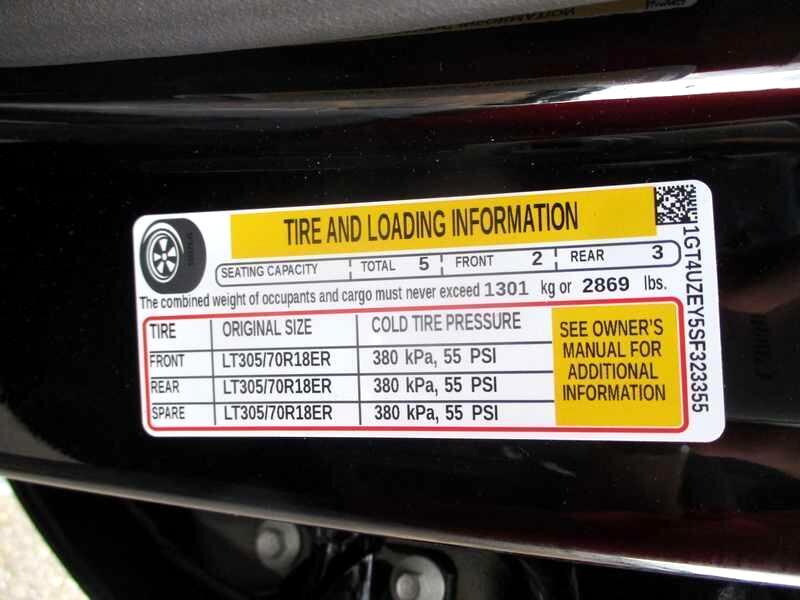 TIRE AND LOADING INFORMATION
SEATING CAPACITY TOTAL 5 FRONT 2 REAR 3
The combined weight of occupants and cargo must never exceed 1301 kg or 2869 lbs.
TIRE ORIGINAL SIZE COLD TIRE PRESSURE
FRONT LT305/70R18ER 380 kPa, 55 PSI
REAR LT305/70R18ER 380 kPa, 55 PSI
SPARE LT305/70R18ER 380 kPa, 55 PSI
SEE OWNER'S
MANUAL FOR
ADDITIONAL
INFORMATION
1GT4UZEY5SF323355